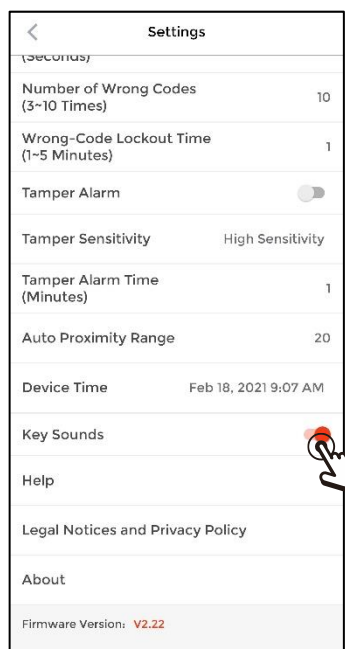 Settings
(Seconds)
Number of Wrong Codes
(3~10 Times)
10
Wrong-Code Lockout Time
(1~5 Minutes)
1
Tamper Alarm
Tamper Sensitivity High Sensitivity
Tamper Alarm Time
(Minutes)
1
Auto Proximity Range 20
Device Time Feb 18, 2021 9:07 AM
Key Sounds
Help
Legal Notices and Privacy Policy
About
Firmware Version: V2.22